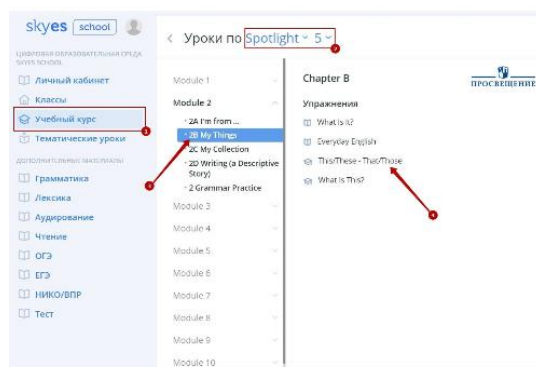 skyes school
ЦИФРОВАЯ ОБРАЗОВАТЕЛЬНАЯ СРЕДА
SKYES SCHOOL
Личный кабинет
Классы
Учебный курс
Тематические уроки
ДОПОЛНИТЕЛЬНЫЕ МАТЕРИАЛЫ
Грамматика
Лексика
Аудирование
Чтение
ОГЭ
ЕГЭ
НИКО/ВПР
Тест
Уроки по Spotlight 5
Module 1
Module 2
2A I'm from ...
2B My Things
2C My Collection
2D Writing (a Descriptive
Story)
2 Grammar Practice
Module 3
Module 4
Module 5
Module 6
Module 7
Module 8
Module 9
Module 10
Chapter B
ПРОСВЕЩЕНИЕ
Упражнения
What Is It?
Everyday English
This/These - That/Those
What Is This?